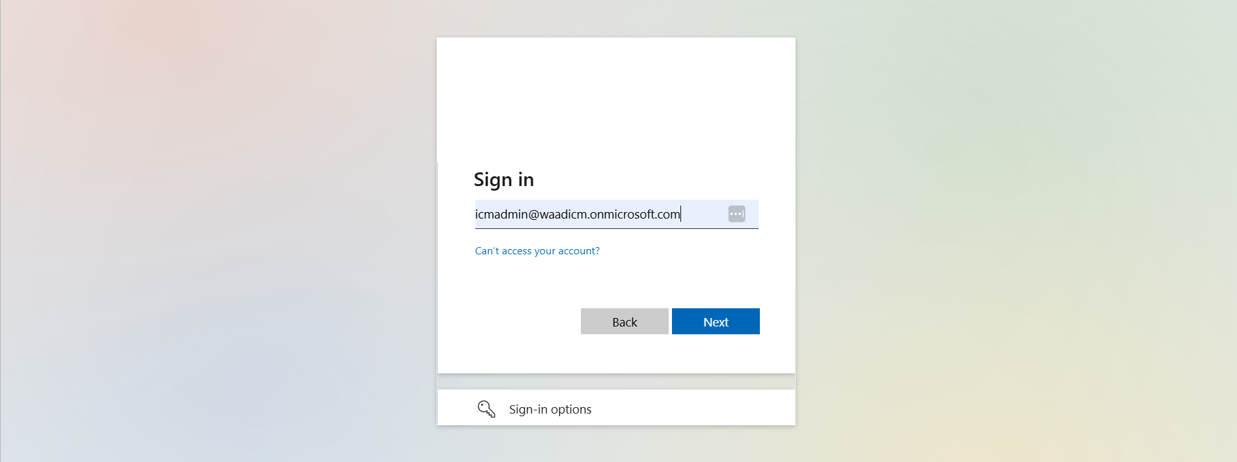 Sign in
icmadmin@waadicm.onmicrosoft.com
Can't access your account?
Back
Next
Sign-in options